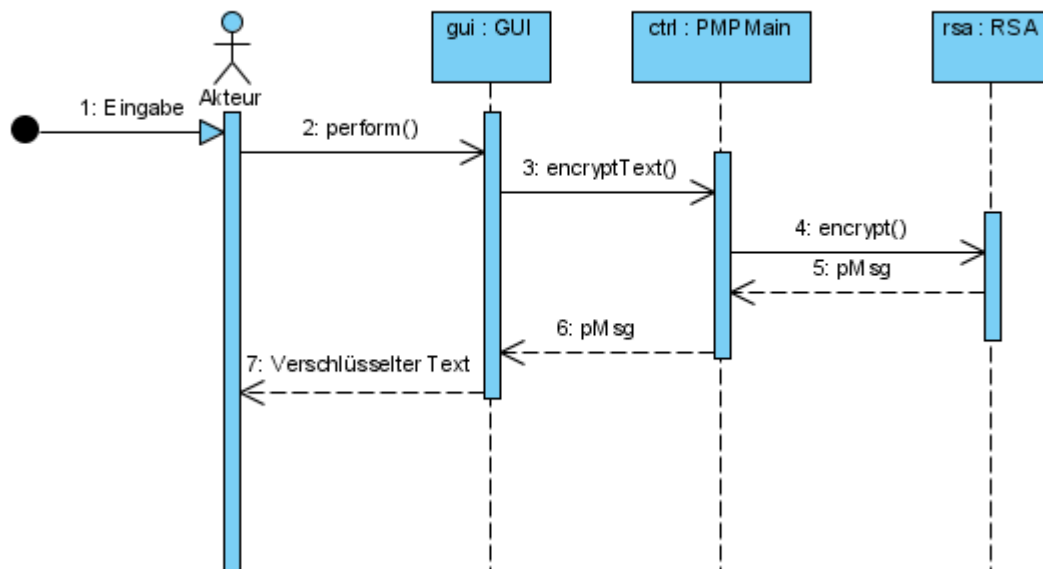 gui : GUI
ctrl : PMPMain
rsa : RSA
Akteur
1: Eingabe
2: perform()
3: encryptText()
4: encrypt()
5: pMsg
6: pMsg
7: Verschlüsselter Text